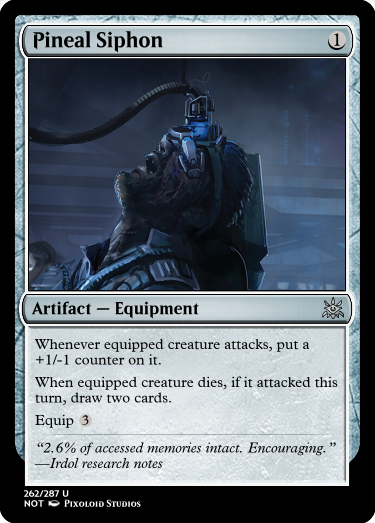 Pineal Siphon 1
Artifact — Equipment
Whenever equipped creature attacks, put a
+1/-1 counter on it.
When equipped creature dies, if it attacked this
turn, draw two cards.
Equip 3
“2.6% of accessed memories intact. Encouraging.”
—Irdol research notes
262/287 U
NOT Pixoloid Studios